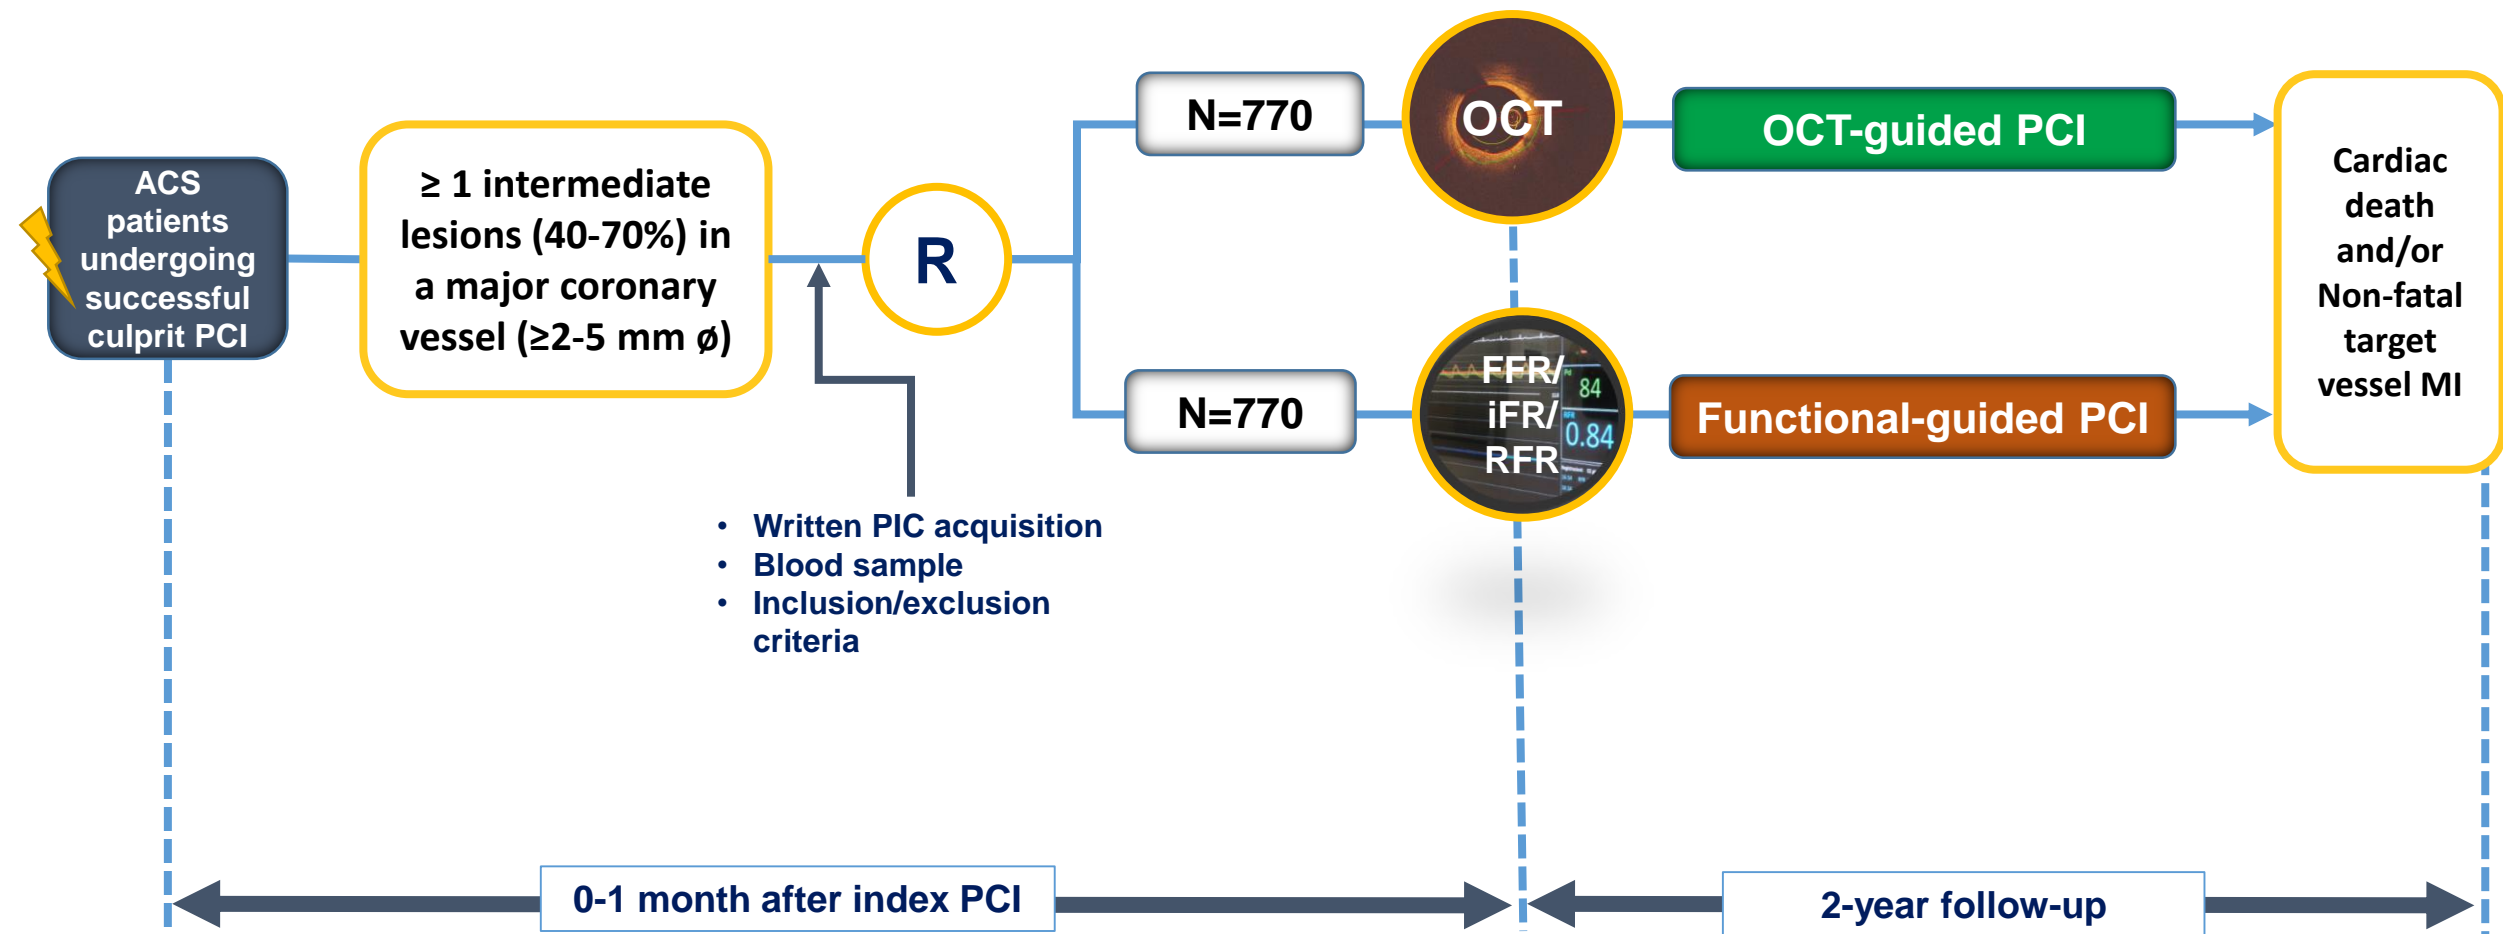 ACS
patients
undergoing
successful
culprit PCI
≥ 1 intermediate
lesions (40-70%) in
a major coronary
vessel (≥2-5 mm ø)
R
• Written PIC acquisition
• Blood sample
• Inclusion/exclusion
criteria
N=770
OCT
OCT-guided PCI
N=770
FFR/
iFR/
RFR
84
0.84
Functional-guided PCI
Cardiac
death
and/or
Non-fatal
target
vessel MI
0-1 month after index PCI
2-year follow-up